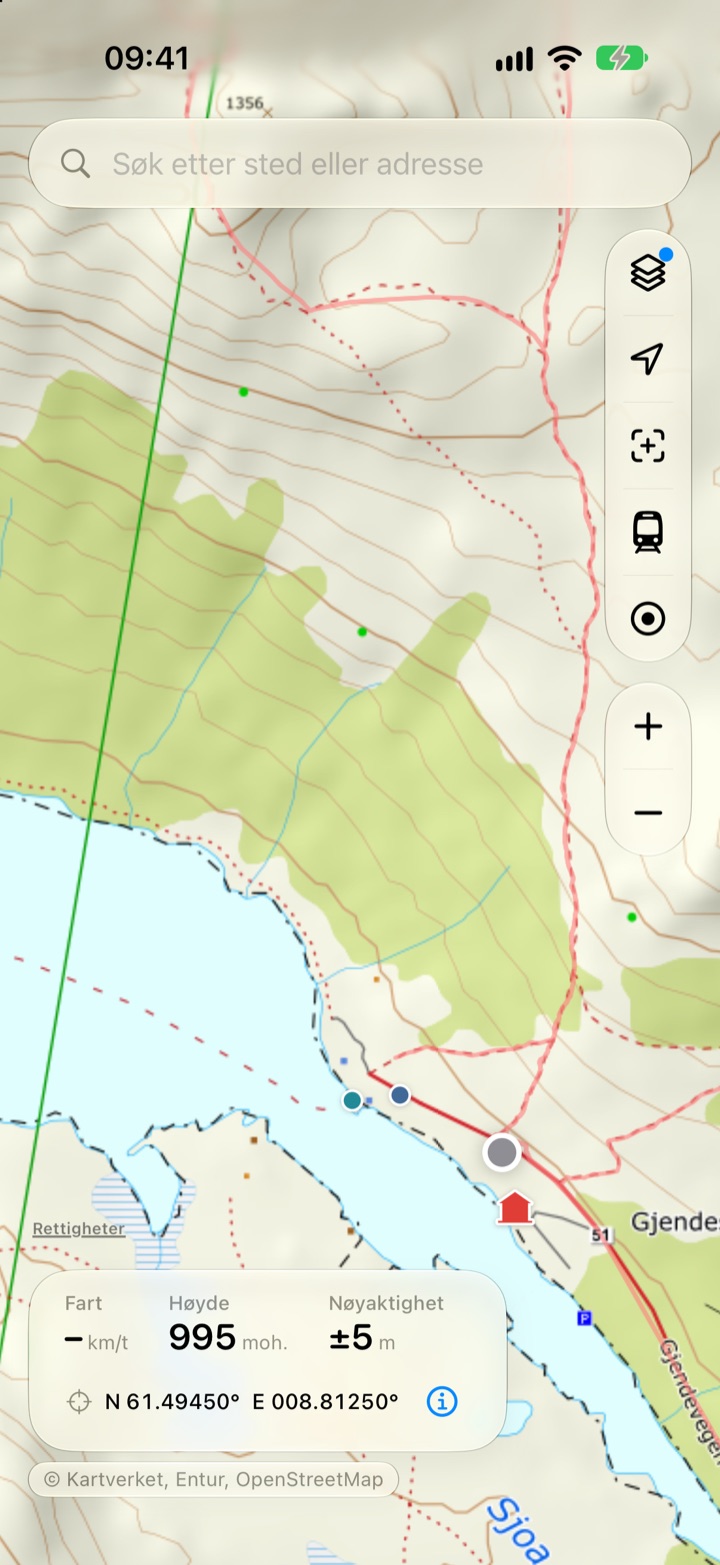 09:41
1356
Søk etter sted eller adresse
Rettigheter
Gjendes
51
P
Gjendevegen
Fart Høyde Nøyaktighet
– km/t 995 moh. ±5 m
N 61.49450° E 008.81250°
© Kartverket, Entur, OpenStreetMap
Sjoa